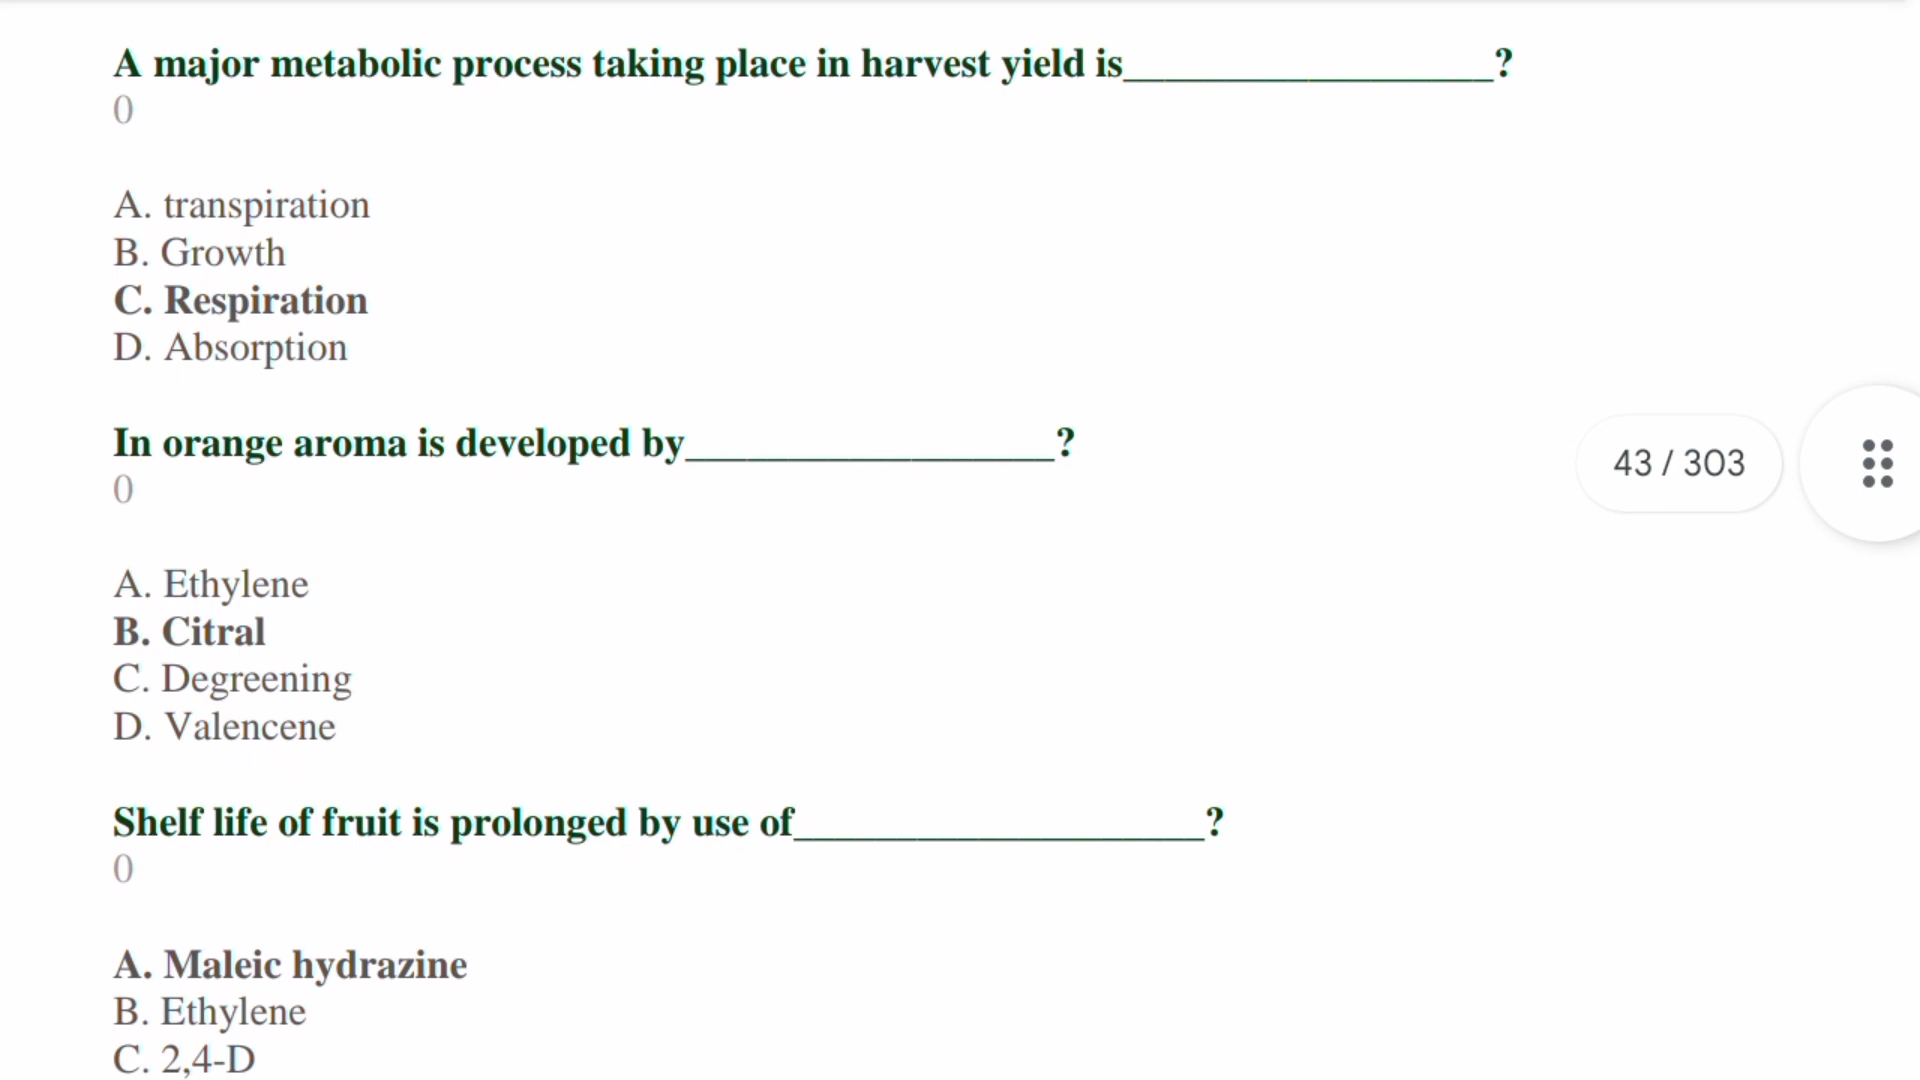 A major metabolic process taking place in harvest yield is__________________?
0
A. transpiration
B. Growth
C. Respiration
D. Absorption
In orange aroma is developed by__________________?
0
43 / 303
A. Ethylene
B. Citral
C. Degreening
D. Valencene
Shelf life of fruit is prolonged by use of____________________?
0
A. Maleic hydrazine
B. Ethylene
C. 2,4-D